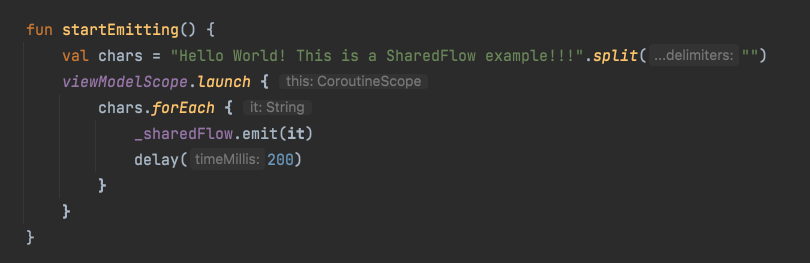 fun startEmitting() {
val chars = "Hello World! This is a SharedFlow example!!!".split( ...delimiters: "")
viewModelScope.launch { this: CoroutineScope
chars.forEach { it: String
_sharedFlow.emit(it)
delay( timeMillis: 200)
}
}
}